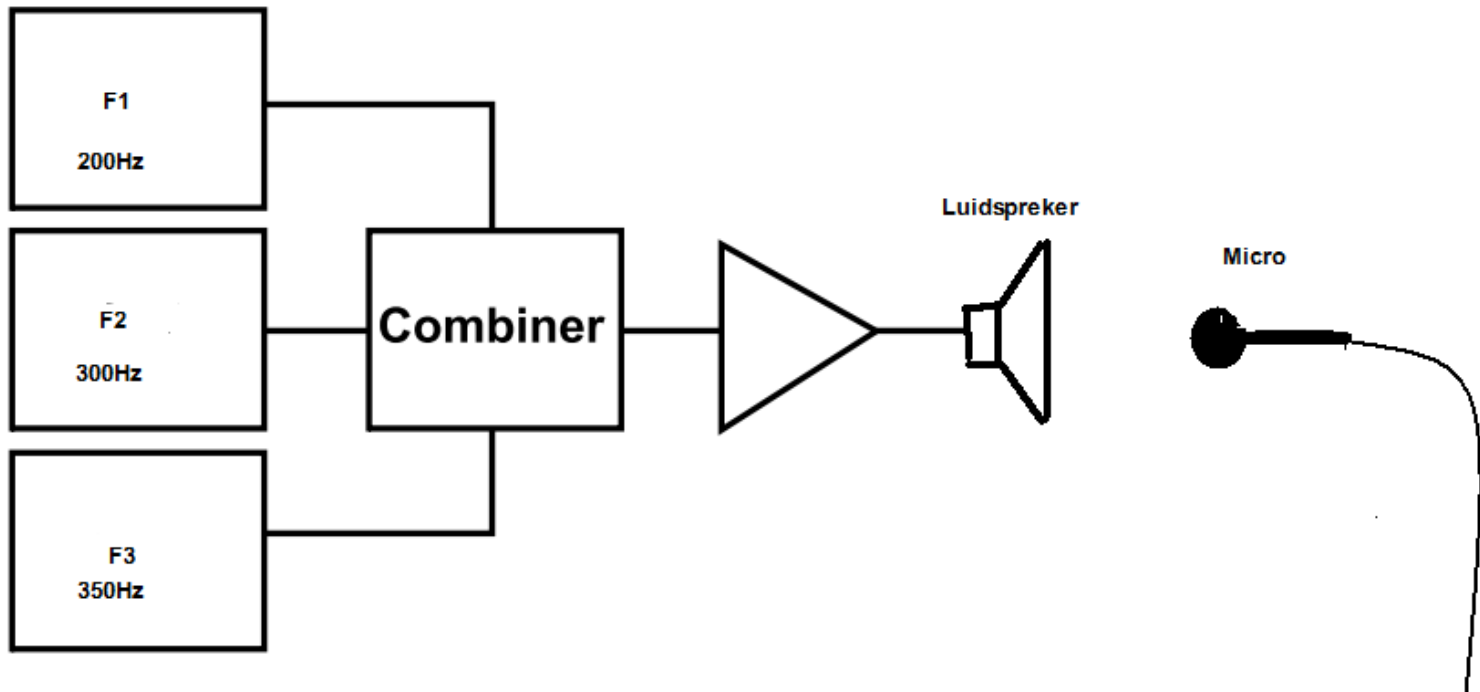 F1
200Hz
F2
300Hz
F3
350Hz
Combiner
Luidspreker
Micro